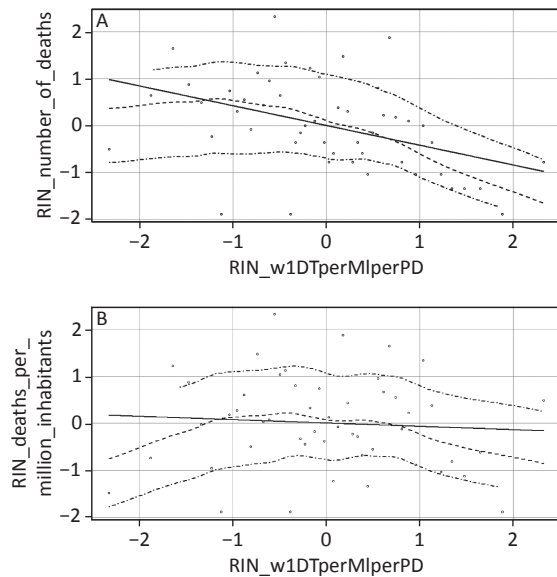 A
RIN_number_of_deaths
2
1
0
−1
−2
−2 −1 0 1 2
RIN_w1DTperMlperPD
B
RIN_deaths_per_
million_inhabitants
2
1
0
−1
−2
−2 −1 0 1 2
RIN_w1DTperMlperPD